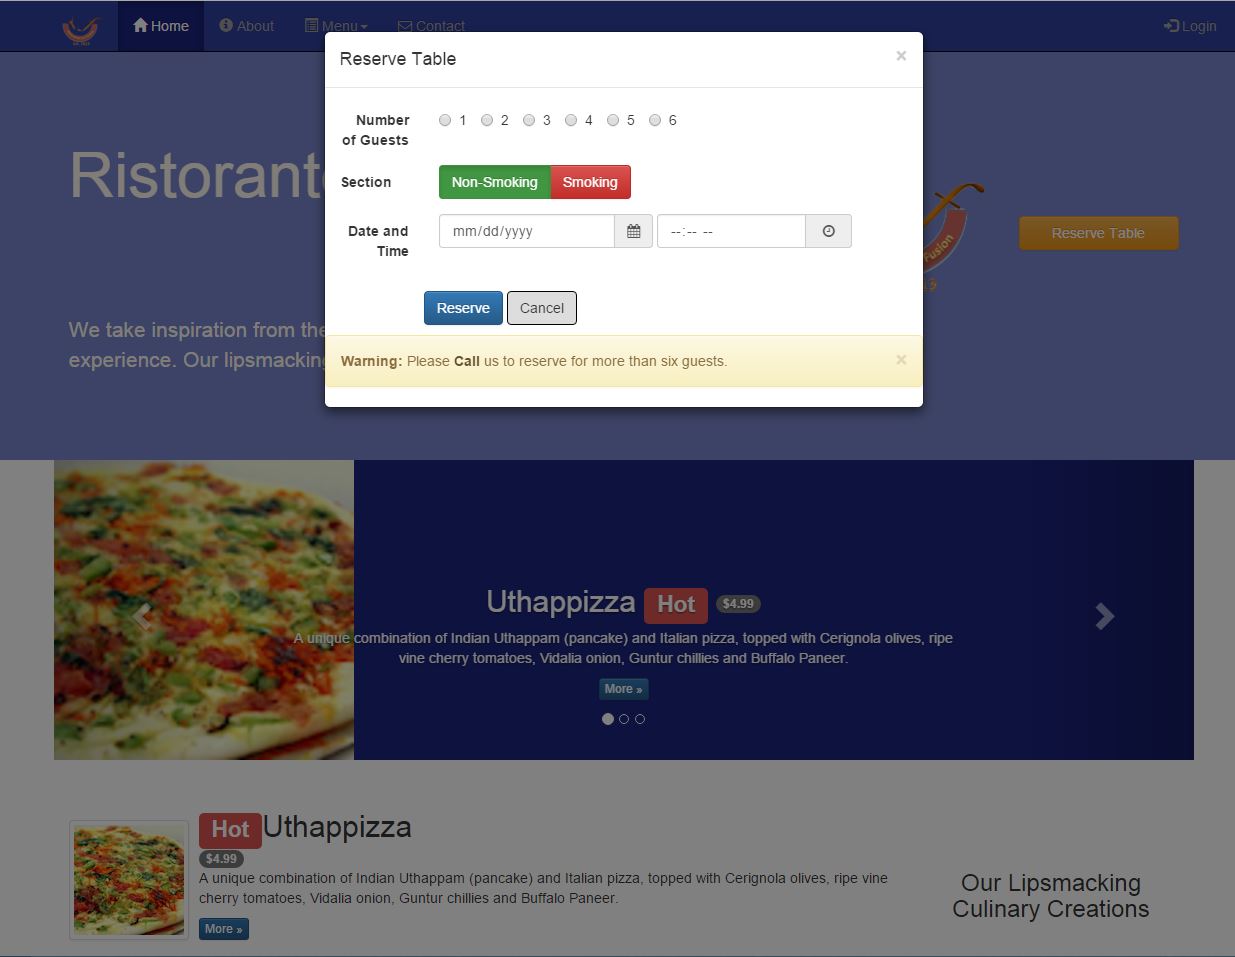 Home
About
Menu
Contact
Login
Reserve Table
×
Number
of Guests
1 2 3 4 5 6
Section
Non-Smoking Smoking
Date and
Time
mm/dd/yyyy
--:-- --
Reserve Cancel
Warning: Please Call us to reserve for more than six guests.
×
Ristorant
Fusion
Reserve Table
We take inspiration from the
experience. Our lipsmacking
Uthappizza Hot $4.99
A unique combination of Indian Uthappam (pancake) and Italian pizza, topped with Cerignola olives, ripe
vine cherry tomatoes, Vidalia onion, Guntur chillies and Buffalo Paneer.
More »
Hot Uthappizza
$4.99
A unique combination of Indian Uthappam (pancake) and Italian pizza, topped with Cerignola olives, ripe vine
cherry tomatoes, Vidalia onion, Guntur chillies and Buffalo Paneer.
More »
Our Lipsmacking
Culinary Creations